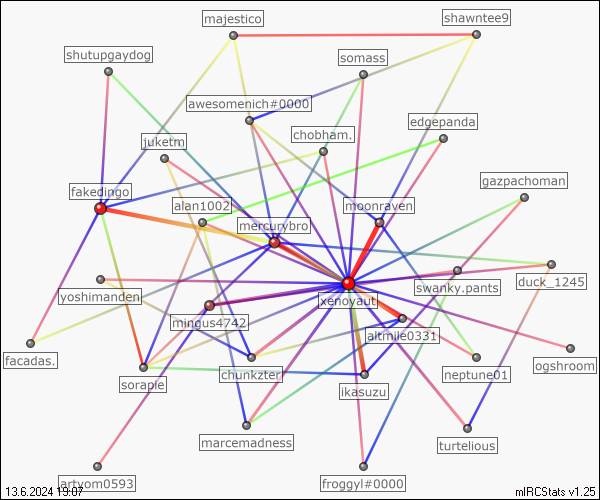 majestico
shawntee9
shutupgaydog
somass
awesomenich#0000
edgepanda
juketm
chobham.
gazpachoman
fakedingo
alan1002
moonraven
mercurybro
yoshimanden
xenoyautl
swanky.pants
duck_1245
mingus4742
altmile0331
facadas.
sorapie
chunkzter
ikasuzu
neptune01
ogshroom
marcemadness
turtelious
artyom0593
froggyl#0000
13.6.2024 19:07
mIRCStats v1.25